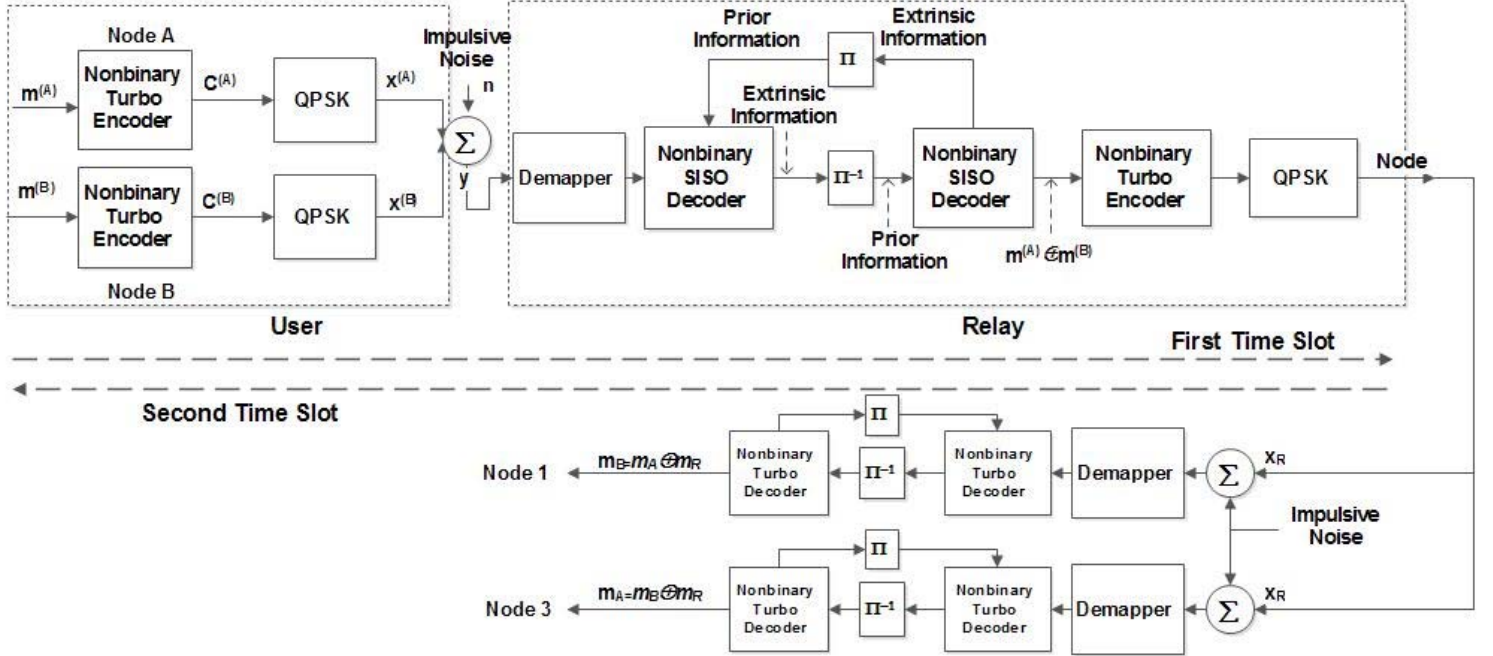 Node A
m(A)
Nonbinary
Turbo
Encoder
C(A)
QPSK
x(A)
Impulsive
Noise
n
Σ
y
m(B)
Nonbinary
Turbo
Encoder
C(B)
QPSK
x(B)
Node B
User
Prior
Information
Extrinsic
Information
Π
Demapper
Nonbinary
SISO
Decoder
Extrinsic
Information
Π−1
Prior
Information
Nonbinary
SISO
Decoder
m(A) ⊕m(B)
Nonbinary
Turbo
Encoder
QPSK
Node
Relay
First Time Slot
Second Time Slot
Node 1
mB=mA⊕mR
Nonbinary
Turbo
Decoder
Π
Π−1
Nonbinary
Turbo
Decoder
Demapper
Σ
XR
Impulsive
Noise
Node 3
mA=mB⊕mR
Nonbinary
Turbo
Decoder
Π
Π−1
Nonbinary
Turbo
Decoder
Demapper
Σ
XR